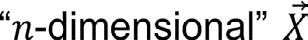 “𝑛-dimensional” 𝑋⃗